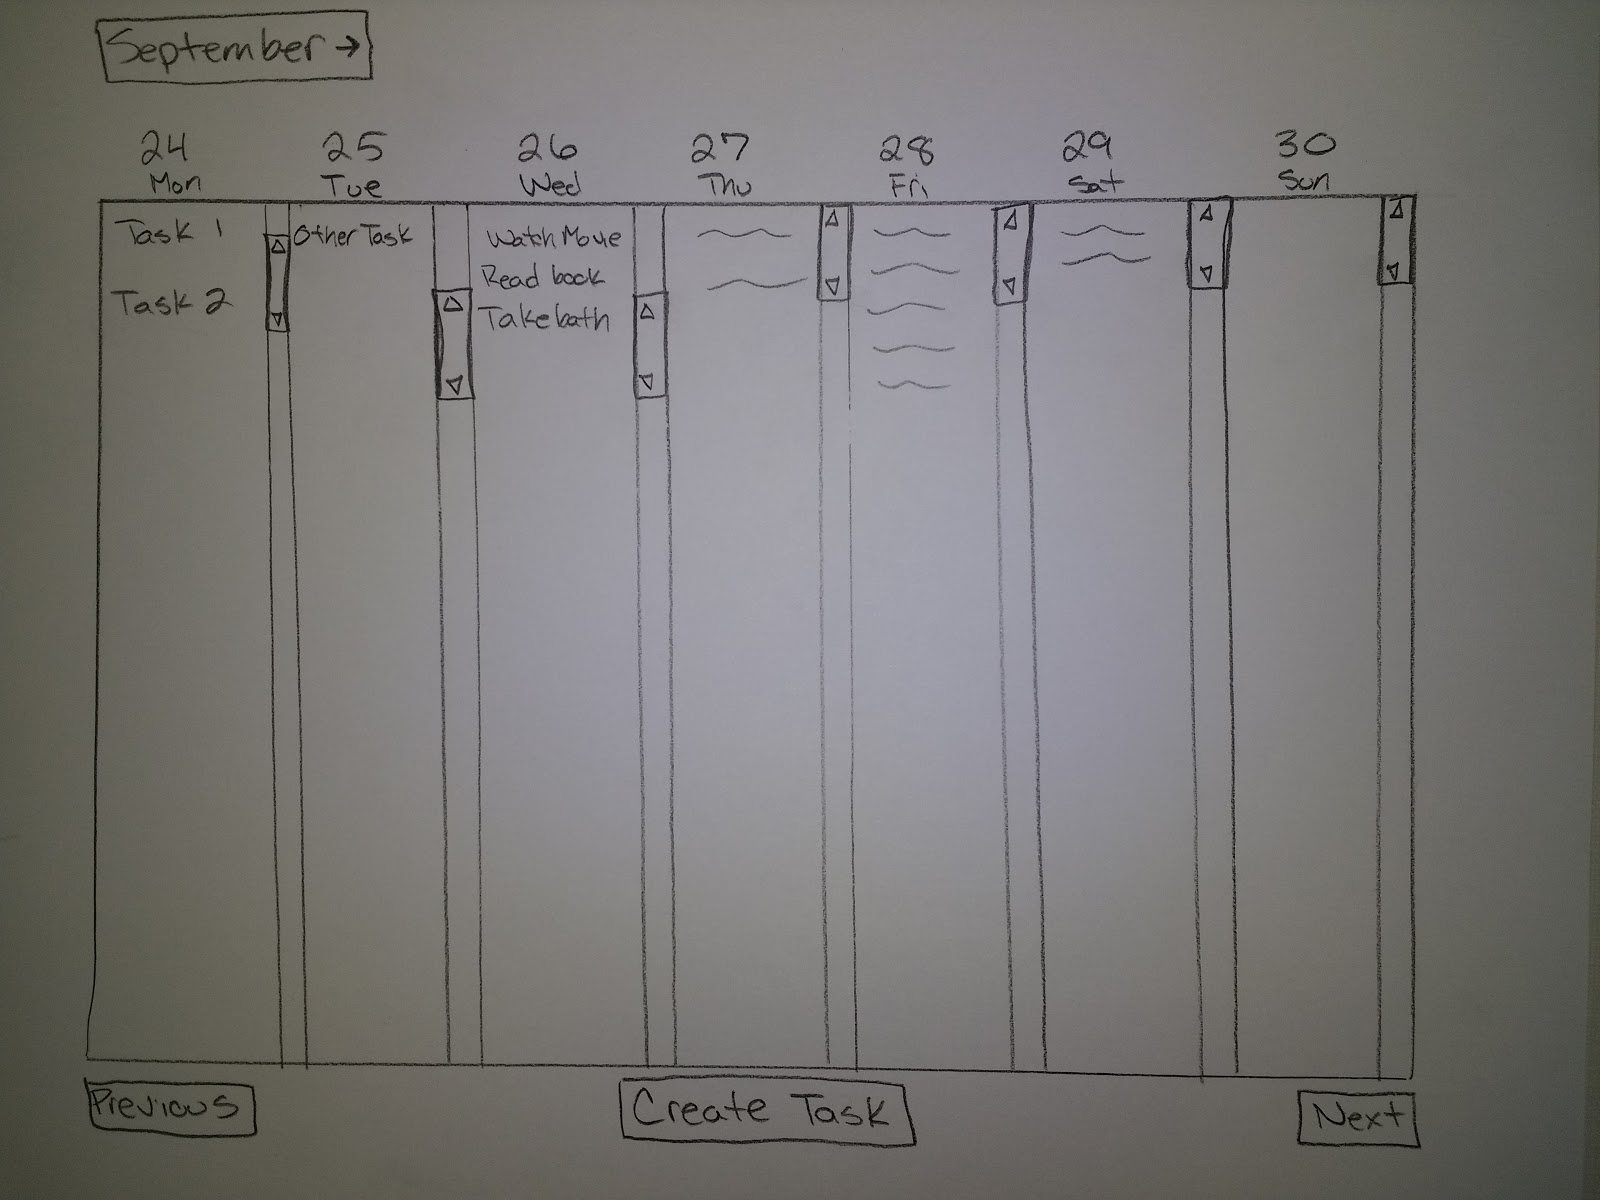 September →
24 25 26 27 28 29 30
Mon Tue Wed Thu Fri Sat Sun
Task 1
Task 2
Other Task
Watch Movie
Read book
Take bath
Previous Create Task Next